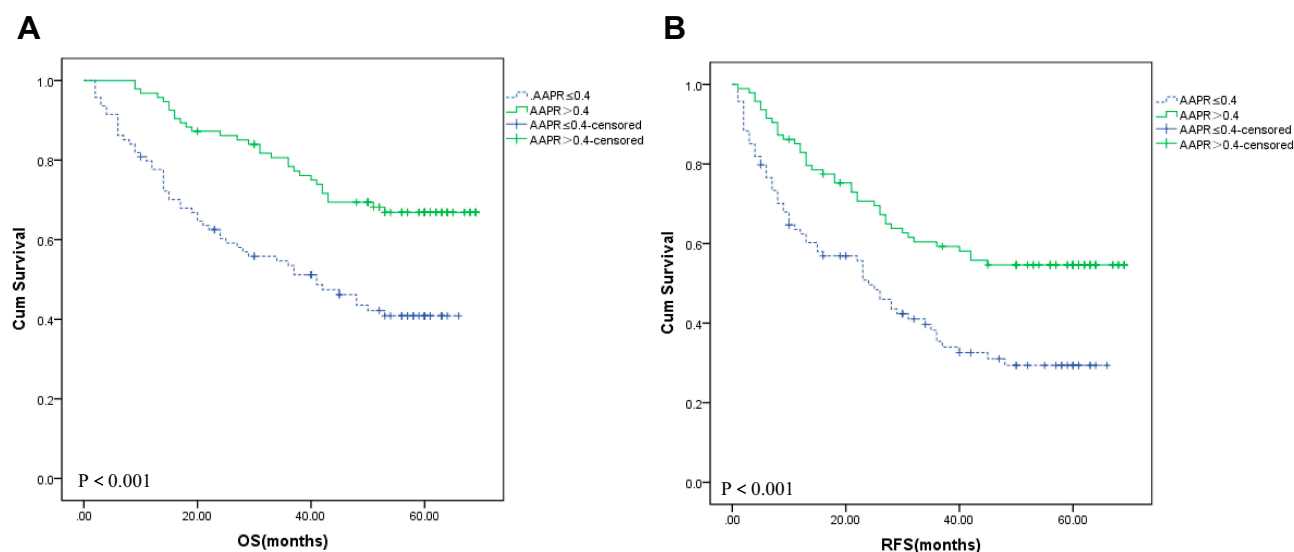 A
Cum Survival
1.0
0.8
0.6
0.4
0.2
0.0
P < 0.001
.00
20.00
40.00
60.00
OS(months)
.AAPR≤0.4
AAPR>0.4
AAPR≤0.4-censored
AAPR>0.4-censored
B
Cum Survival
1.0
0.8
0.6
0.4
0.2
0.0
P < 0.001
.00
20.00
40.00
60.00
RFS(months)
AAPR≤0.4
AAPR>0.4
AAPR≤0.4-censored
AAPR>0.4-censored